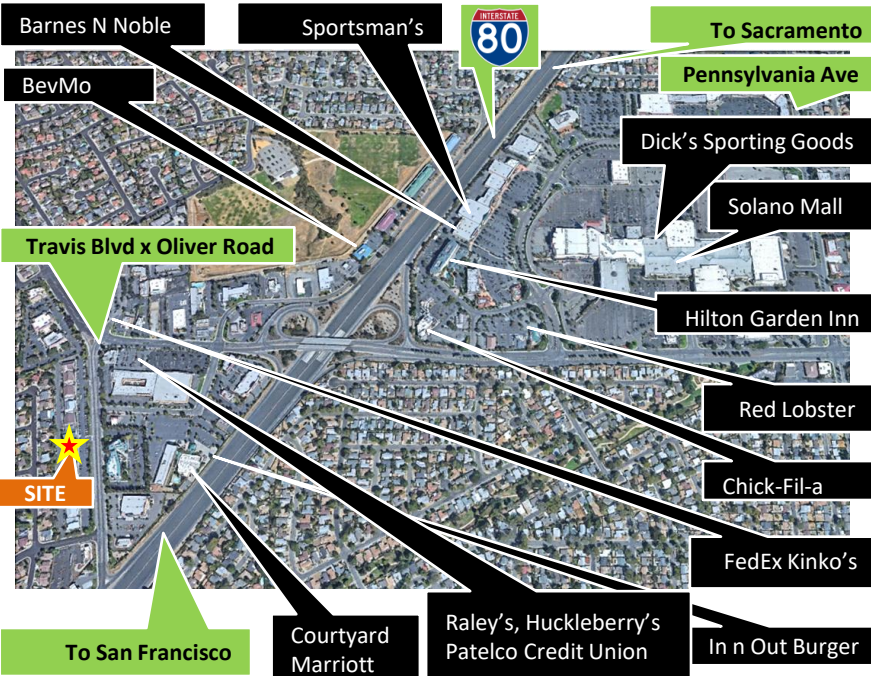 Barnes N Noble
Sportsman's
INTERSTATE
80
To Sacramento
BevMo
Pennsylvania Ave
Dick's Sporting Goods
Solano Mall
Travis Blvd x Oliver Road
Hilton Garden Inn
Red Lobster
SITE
Chick-Fil-a
FedEx Kinko's
To San Francisco
Courtyard
Marriott
Raley's, Huckleberry's
Patelco Credit Union
In n Out Burger